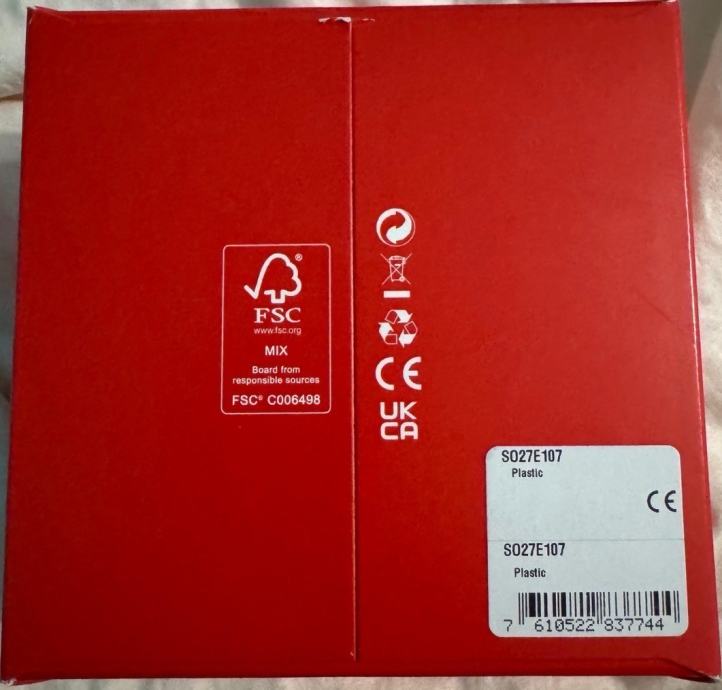 FSC®
www.fsc.org
MIX
Board from
responsible sources
FSC® C006498
CE
UK
CA
SO27E107
Plastic
CE
SO27E107
Plastic
7 610522 837744